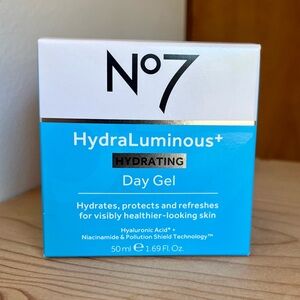 No7
HydraLuminous+
HYDRATING
Day Gel
Hydrates, protects and refreshes
for visibly healthier-looking skin
Hyaluronic Acid* +
Niacinamide & Pollution Shield Technology™
50 ml ℮ 1.69 Fl. Oz.